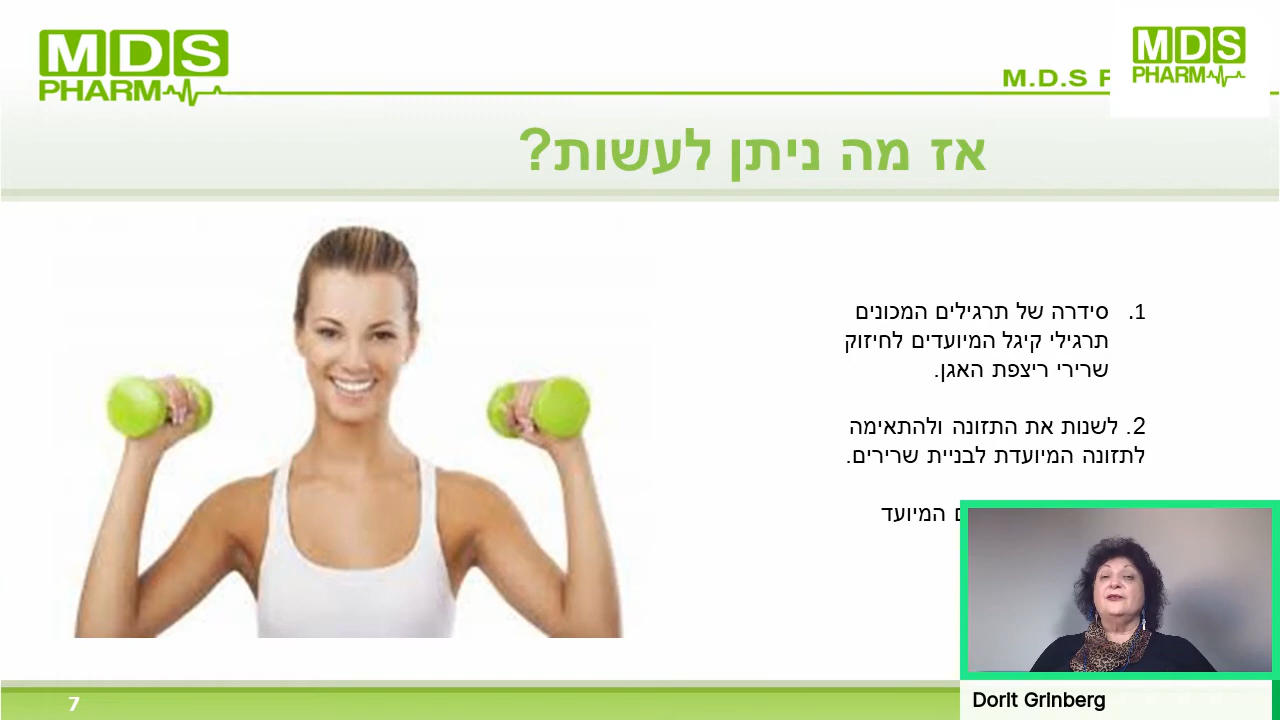 MDS
PHARM
M.D.S
MDS
PHARM
אז מה ניתן לעשות?
1. סידרה של תרגילים המכונים
תרגילי קיגל המיועדים לחיזוק
שרירי ריצפת האגן.
2. לשנות את התזונה ולהתאימה
לתזונה המיועדת לבניית שרירים.
המיועד
Dorit Grinberg
7